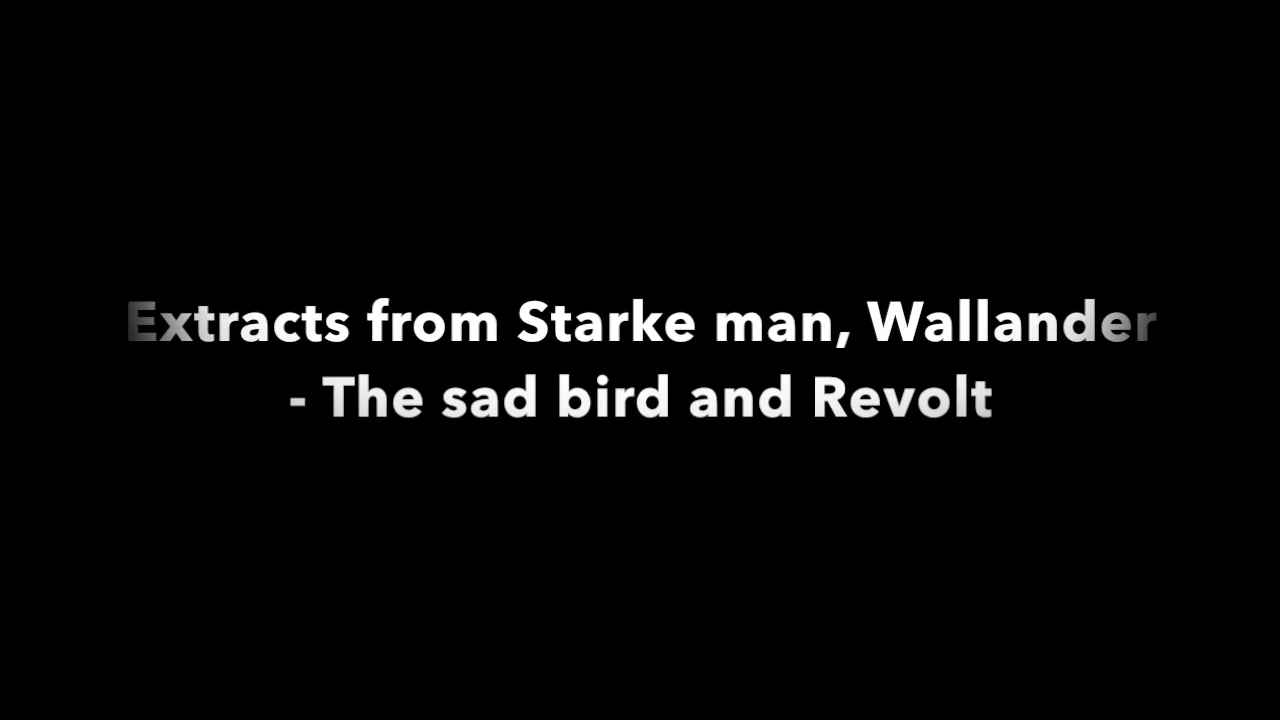 Extracts from Starke man, Wallander
- The sad bird and Revolt